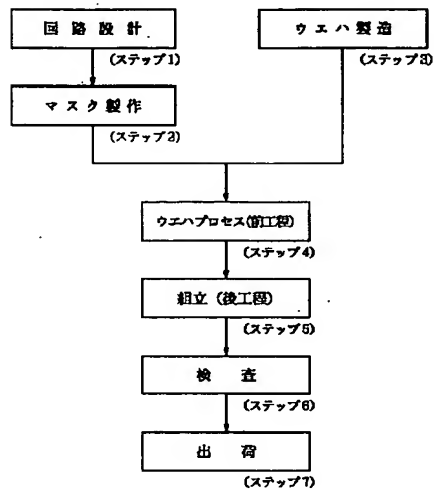 回路設計
(ステップ1)
ウエハ製造
(ステップ3)
マスク製作
(ステップ2)
ウエハプロセス(前工程)
(ステップ4)
組立(後工程)
(ステップ5)
検査
(ステップ6)
出荷
(ステップ7)